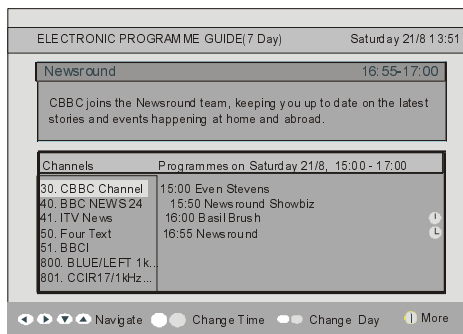 ELECTRONIC PROGRAMME GUIDE(7 Day) Saturday 21/8 13:51
Newsround 16:55-17:00
CBBC joins the Newsround team, keeping you up to date on the latest
stories and events happening at home and abroad.
Channels Programmes on Saturday 21/8, 15:00 - 17:00
30. CBBC Channel 15:00 Even Stevens
40. BBC NEWS 24 15:50 Newsround Showbiz
41. ITV News 16:00 Basil Brush
50. Four Text 16:55 Newsround
51. BBCI
800. BLUE/LEFT 1k...
801. CCIR17/1kHz...
Navigate Change Time Change Day More